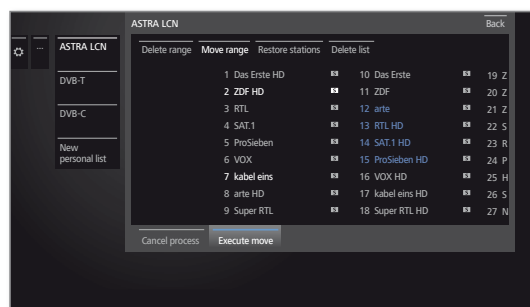 ASTRA LCN
Back
...
ASTRA LCN
DVB-T
DVB-C
New
personal list
Delete range Move range Restore stations Delete list
1 Das Erste HD S 10 Das Erste S 19 Z
2 ZDF HD S 11 ZDF S 20 Z
3 RTL S 12 arte S 21 Z
4 SAT.1 S 13 RTL HD S 22 S
5 ProSieben S 14 SAT.1 HD S 23 R
6 VOX S 15 ProSieben HD S 24 P
7 kabel eins S 16 VOX HD S 25 H
8 arte HD S 17 kabel eins HD S 26 S
9 Super RTL S 18 Super RTL HD S 27 N
Cancel process Execute move